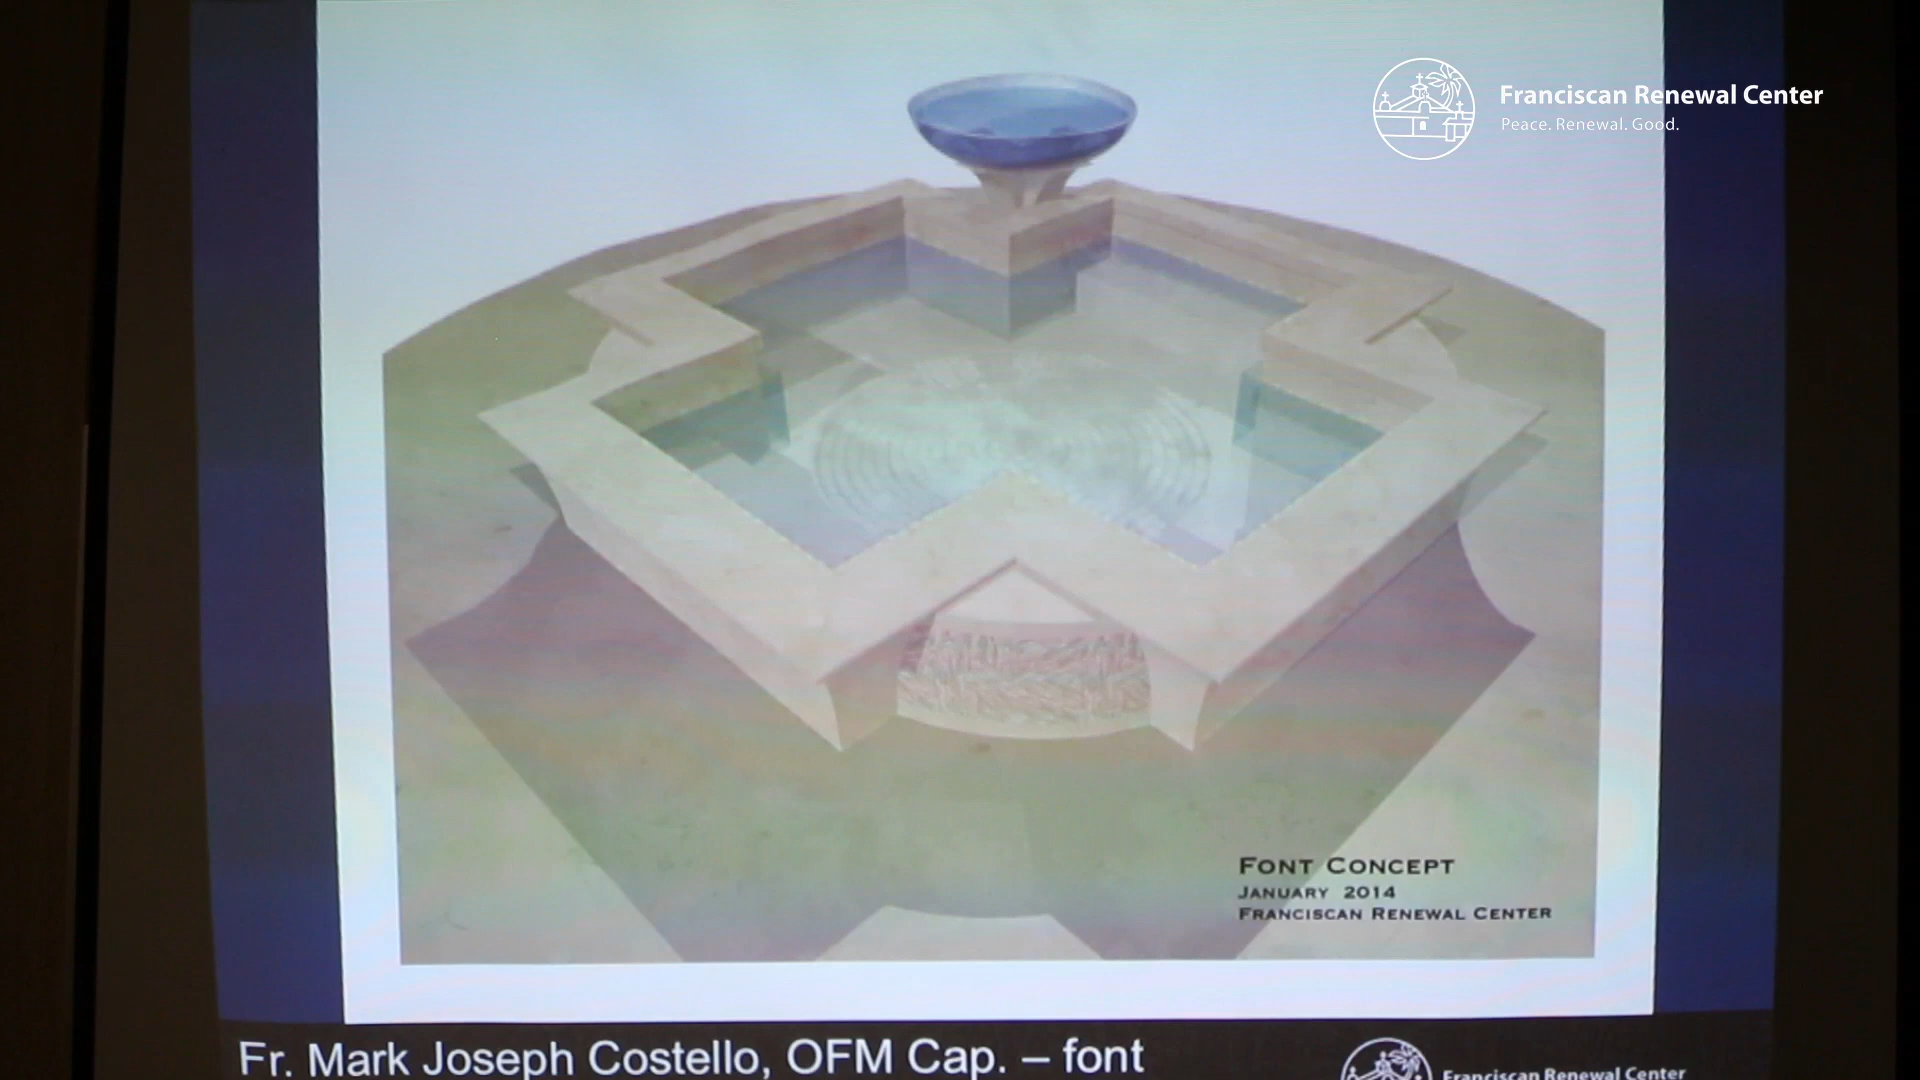 Franciscan Renewal Center
Peace. Renewal. Good.
FONT CONCEPT
JANUARY 2014
FRANCISCAN RENEWAL CENTER
Fr. Mark Joseph Costello, OFM Cap. – font
Franciscan Renewal Center